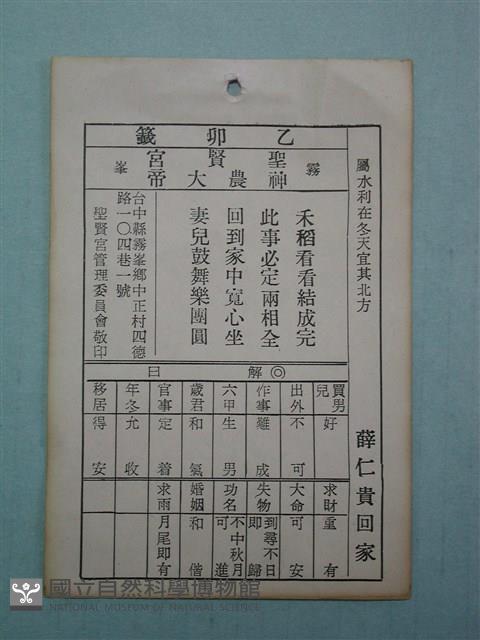 屬水利在冬天宜其北方
薛仁貴回家
乙卯籤
霧峯
聖賢宮
神農大帝
禾稻看看結成完
此事必定兩相全
回到家中寬心坐
妻兒鼓舞樂團圓
台中縣霧峯鄉中正村四德
路一〇四巷一號
聖賢宮管理委員會敬印
◎解曰
買男兒 好
出外 不可
作事 難成
六甲 生男
歲君 和氣
官事 定着
年冬 允收
移居 得安
求財 重有
大命 可安
失物 到尋不日即歸
功名 不中秋月可進
婚姻 和偕
求雨 月尾即有
國立自然科學博物館
NATIONAL MUSEUM OF NATURAL SCIENCE